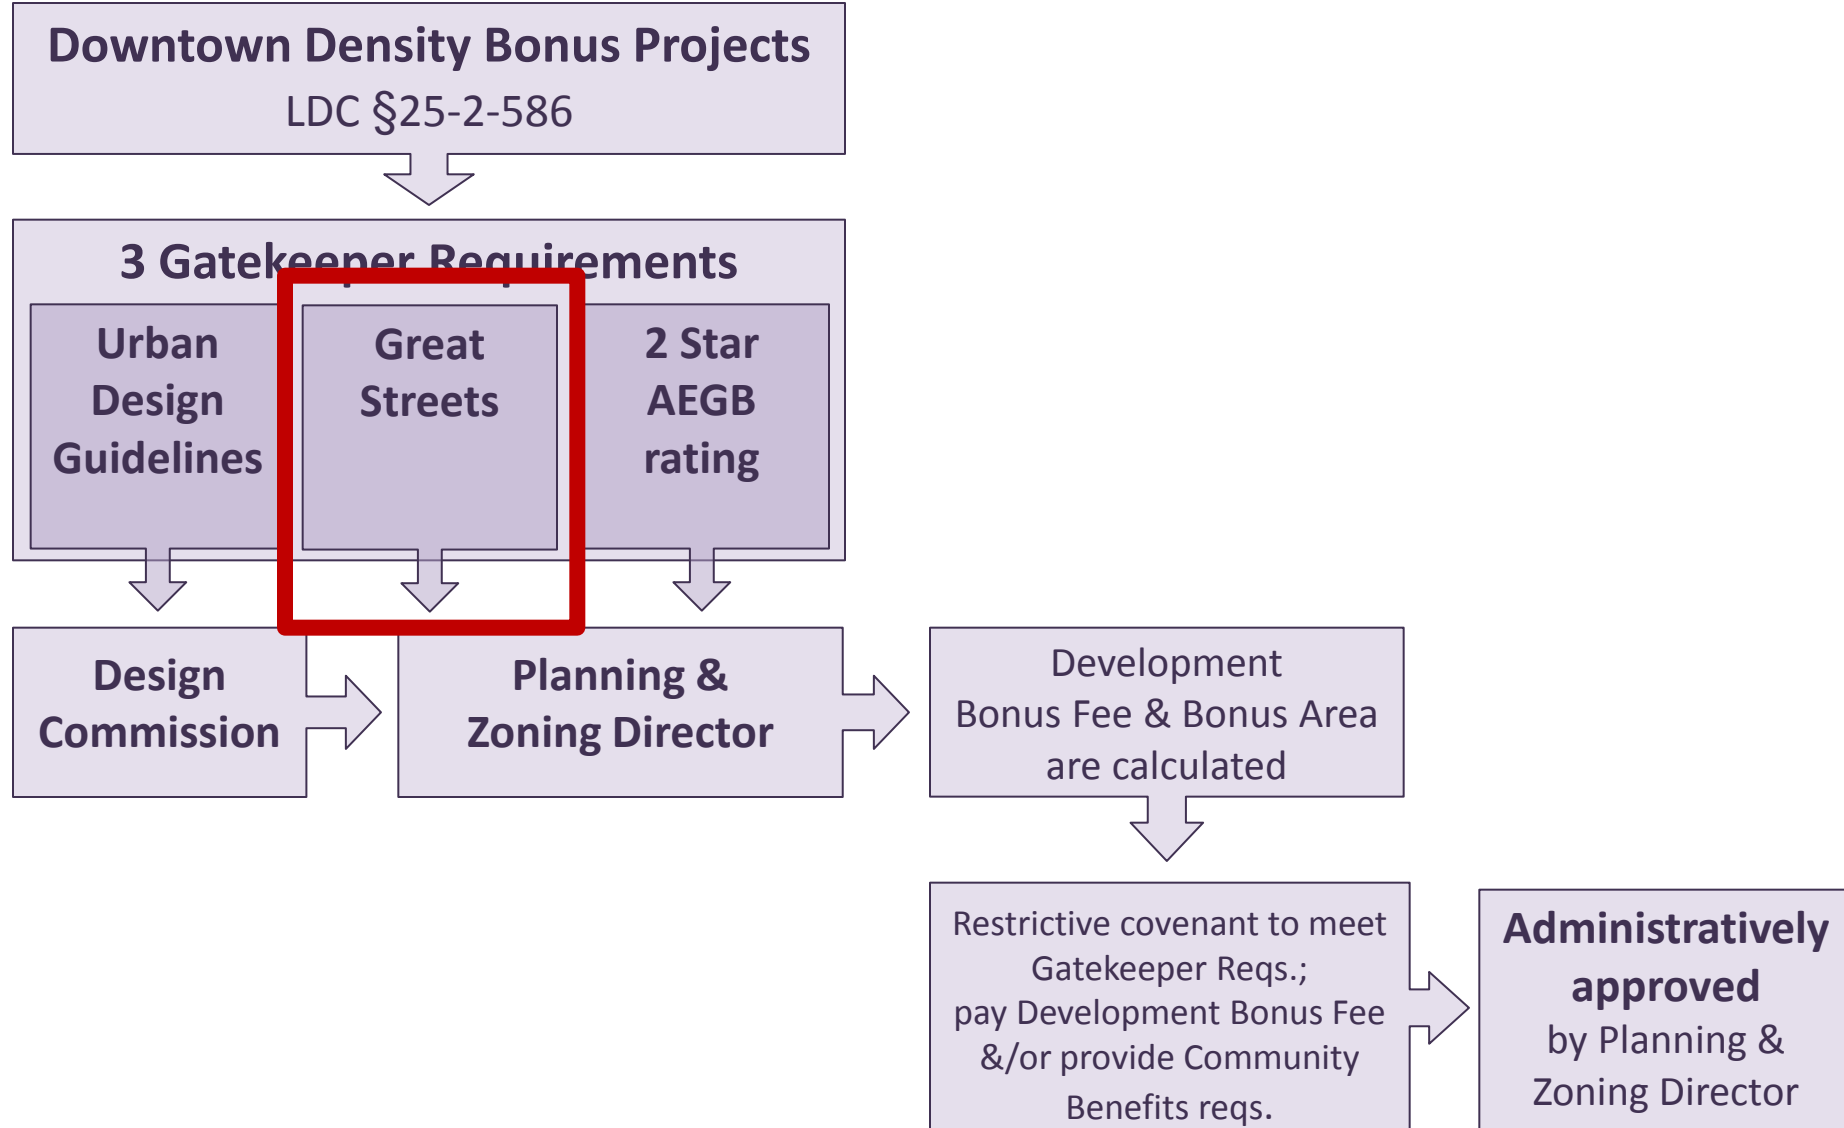 Downtown Density Bonus Projects
LDC §25-2-586
3 Gatekeeper Requirements
Urban
Design
Guidelines
Great
Streets
2 Star
AEGB
rating
Design
Commission
Planning &
Zoning Director
Development
Bonus Fee & Bonus Area
are calculated
Restrictive covenant to meet
Gatekeeper Reqs.;
pay Development Bonus Fee
&/or provide Community
Benefits reqs.
Administratively
approved
by Planning &
Zoning Director